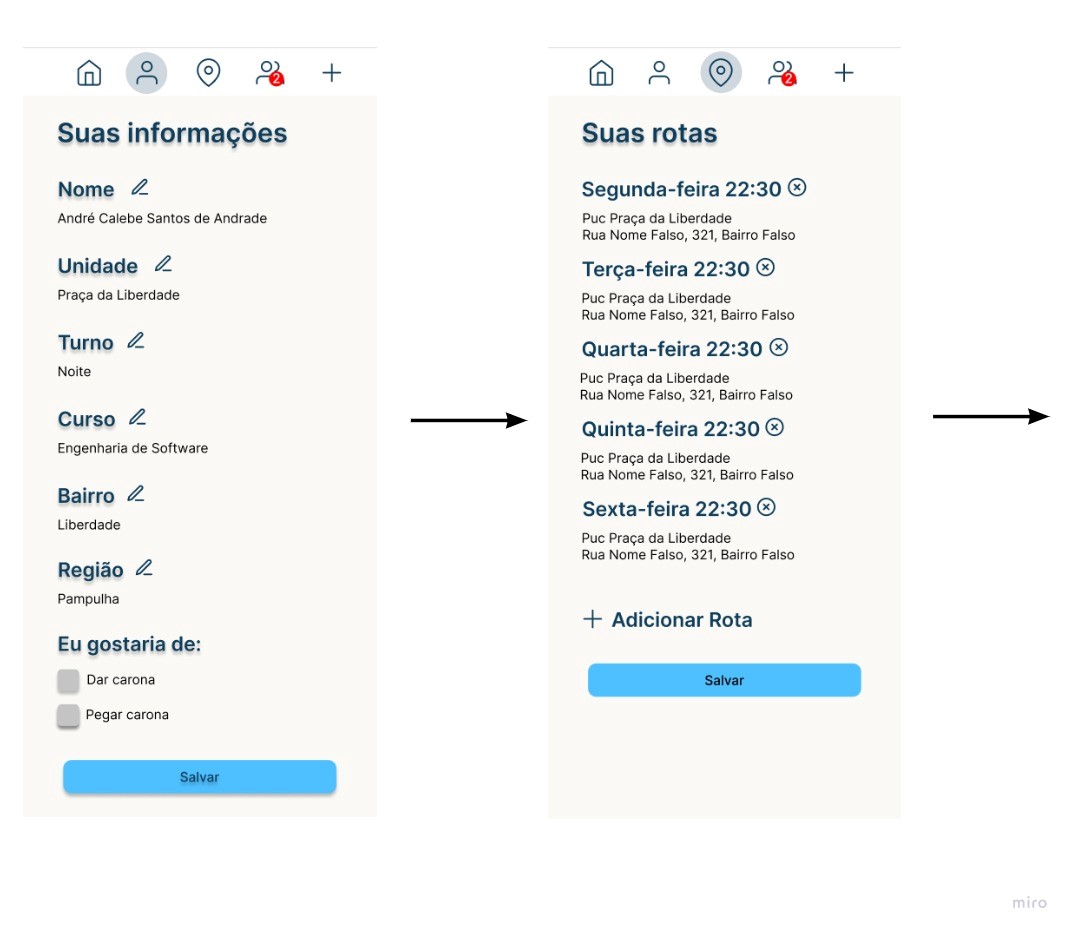 2
Suas informações
Nome
André Calebe Santos de Andrade
Unidade
Praça da Liberdade
Turno
Noite
Curso
Engenharia de Software
Bairro
Liberdade
Região
Pampulha
Eu gostaria de:
Dar carona
Pegar carona
Salvar
2
Suas rotas
Segunda-feira 22:30
Puc Praça da Liberdade
Rua Nome Falso, 321, Bairro Falso
Terça-feira 22:30
Puc Praça da Liberdade
Rua Nome Falso, 321, Bairro Falso
Quarta-feira 22:30
Puc Praça da Liberdade
Rua Nome Falso, 321, Bairro Falso
Quinta-feira 22:30
Puc Praça da Liberdade
Rua Nome Falso, 321, Bairro Falso
Sexta-feira 22:30
Puc Praça da Liberdade
Rua Nome Falso, 321, Bairro Falso
Adicionar Rota
Salvar
miro